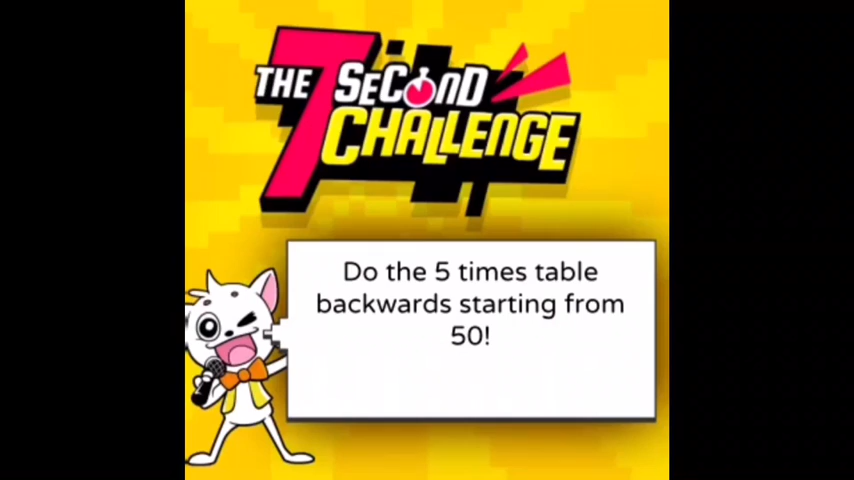 THE 7 SECOND
CHALLENGE
Do the 5 times table
backwards starting from
50!